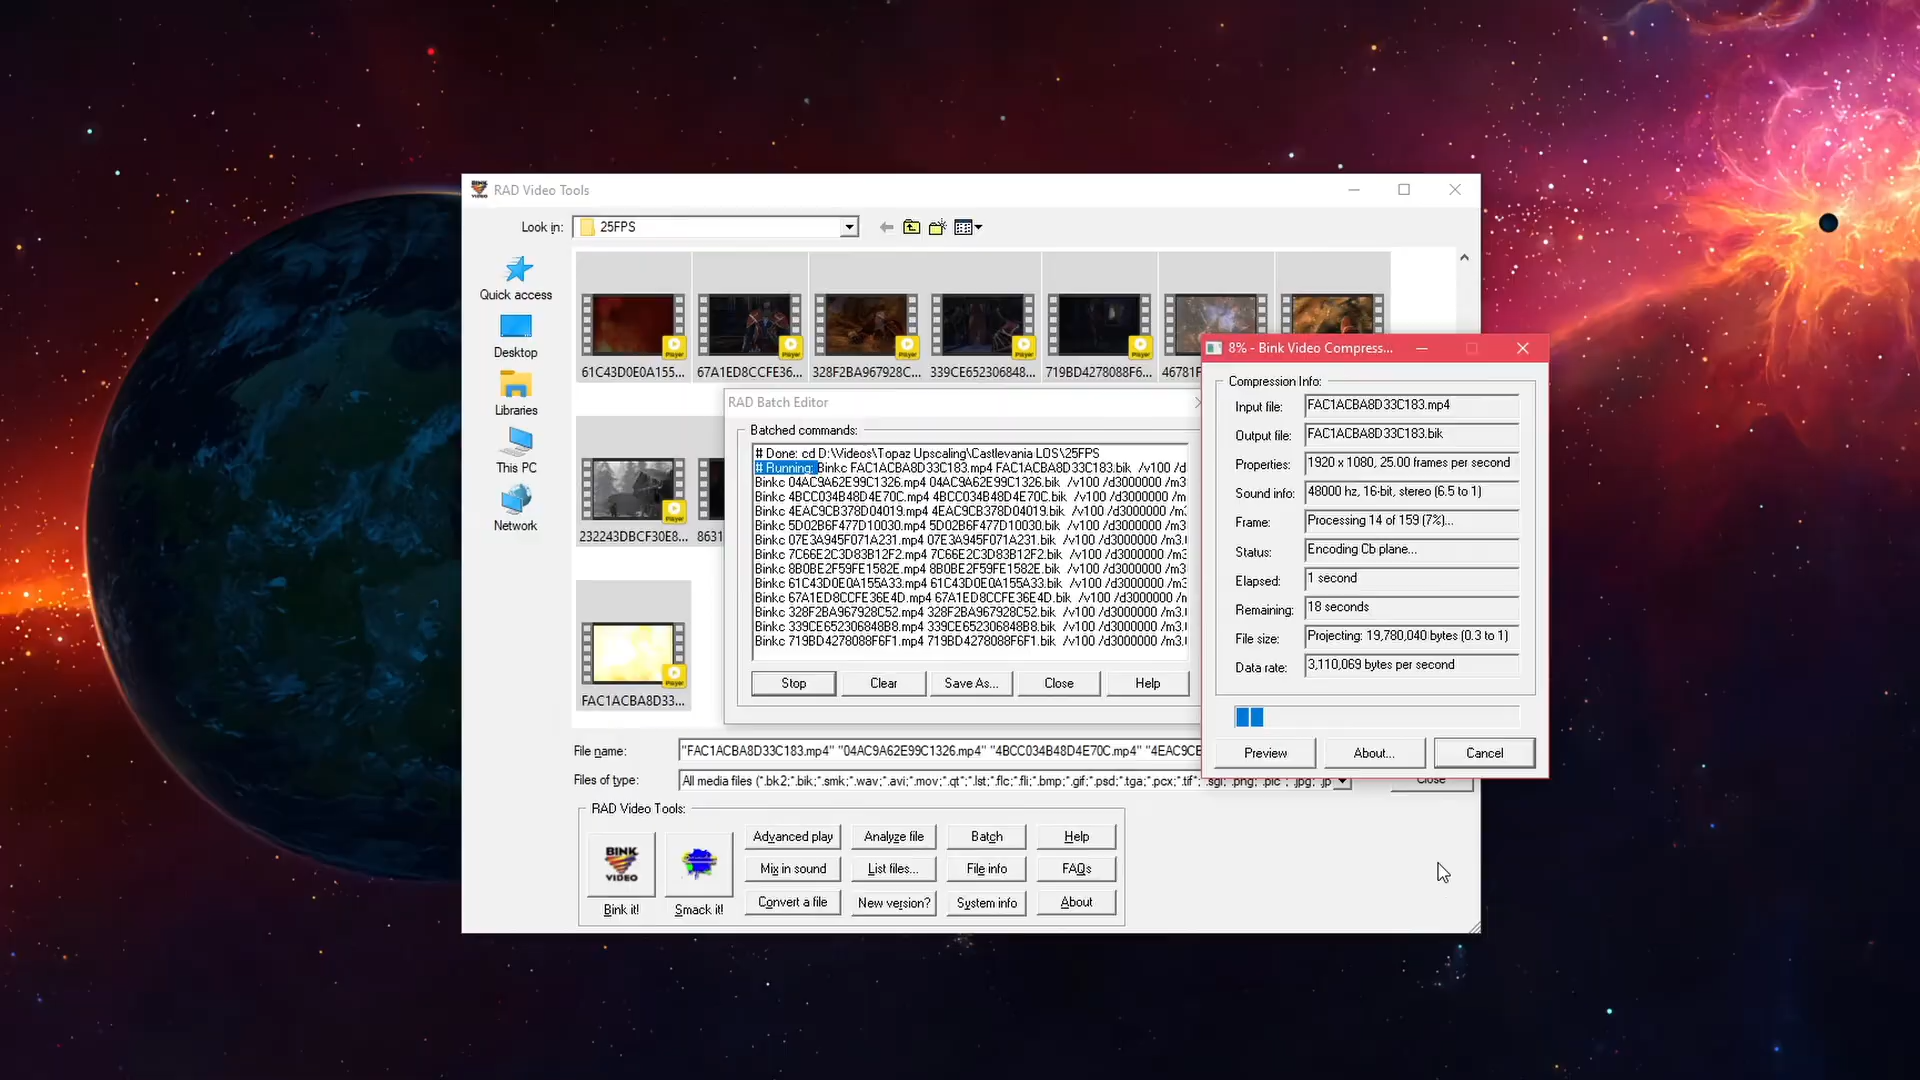 RAD Video Tools
Look in: 25FPS
Quick access
Desktop
Libraries
This PC
Network
61C43D0E0A155...
67A1ED8CCFE36...
328F2BA967928C...
339CE652306848...
719BD4278088F6...
46781F
232243DBCF30E8...
8631
FAC1ACBA8D33...
RAD Batch Editor
Batched commands:
# Done: cd D:\Videos\Topaz Upscaling\Castlevania LOS\25FPS
# Running: Binkc FAC1ACBA8D33C183.mp4 FAC1ACBA8D33C183.bik /v100 /d
Binkc 04AC9A62E99C1326.mp4 04AC9A62E99C1326.bik /v100 /d3000000 /m3
Binkc 4BCC034B48D4E70C.mp4 4BCC034B48D4E70C.bik /v100 /d3000000 /m
Binkc 4EAC9CB378D04019.mp4 4EAC9CB378D04019.bik /v100 /d3000000 /m
Binkc 5D02B6F477D10030.mp4 5D02B6F477D10030.bik /v100 /d3000000 /m3
Binkc 07E3A945F071A231.mp4 07E3A945F071A231.bik /v100 /d3000000 /m3
Binkc 7C66E2C3D83B12F2.mp4 7C66E2C3D83B12F2.bik /v100 /d3000000 /m3
Binkc 8B0BE2F59FE1582E.mp4 8B0BE2F59FE1582E.bik /v100 /d3000000 /m3
Binkc 61C43D0E0A155A33.mp4 61C43D0E0A155A33.bik /v100 /d3000000 /m3
Binkc 67A1ED8CCFE36E4D.mp4 67A1ED8CCFE36E4D.bik /v100 /d3000000 /m
Binkc 328F2BA967928C52.mp4 328F2BA967928C52.bik /v100 /d3000000 /m3.
Binkc 339CE652306848B8.mp4 339CE652306848B8.bik /v100 /d3000000 /m3.
Binkc 719BD4278088F6F1.mp4 719BD4278088F6F1.bik /v100 /d3000000 /m3.
Stop
Clear
Save As...
Close
Help
8% - Bink Video Compress...
Compression Info:
Input file: FAC1ACBA8D33C183.mp4
Output file: FAC1ACBA8D33C183.bik
Properties: 1920 x 1080, 25.00 frames per second
Sound info: 48000 hz, 16-bit, stereo (6.5 to 1)
Frame: Processing 14 of 159 (7%)...
Status: Encoding Cb plane...
Elapsed: 1 second
Remaining: 18 seconds
File size: Projecting: 19,780,040 bytes (0.3 to 1)
Data rate: 3,110,069 bytes per second
Preview
About...
Cancel
File name: "FAC1ACBA8D33C183.mp4" "04AC9A62E99C1326.mp4" "4BCC034B48D4E70C.mp4" "4EAC9CE
Files of type: All media files (*.bk2;*.bik;*.smk;*.wav;*.avi;*.mov;*.qt*;*.lst;*.flc;*.fli;*.bmp;*.gif;*.psd;*.tga;*.pcx;*.tif*;*.sgi;*.png;*.pic*;*.jpg;*.jp
Close
RAD Video Tools:
BINK VIDEO
Bink it!
Smack it!
Advanced play
Analyze file
Batch
Help
Mix in sound
List files...
File info
FAQs
Convert a file
New version?
System info
About